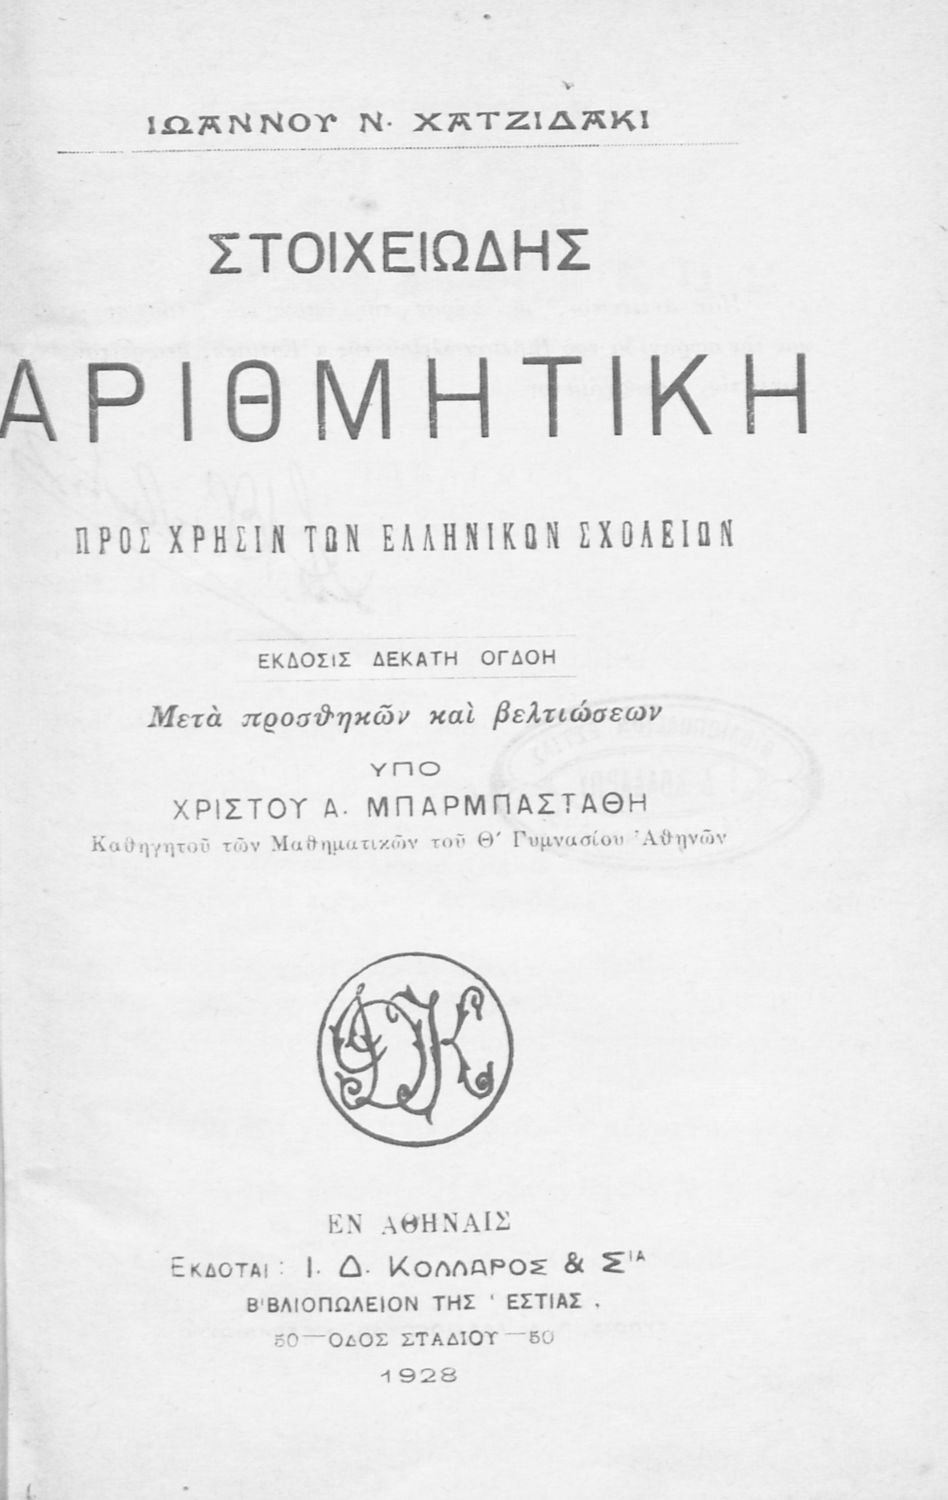 ΙΩΑΝΝΟΥ Ν. ΧΑΤΖΙΔΑΚΙ
ΣΤΟΙΧΕΙΩΔΗΣ
ΑΡΙΘΜΗΤΙΚΗ
ΠΡΟΣ ΧΡΗΣΙΝ ΤΩΝ ΕΛΛΗΝΙΚΩΝ ΣΧΟΛΕΙΩΝ
ΕΚΔΟΣΙΣ ΔΕΚΑΤΗ ΟΓΔΟΗ
Μετὰ προσθηκῶν καὶ βελτιώσεων
ΥΠΟ
ΧΡΙΣΤΟΥ Α. ΜΠΑΡΜΠΑΣΤΑΘΗ
Καθηγητοῦ τῶν Μαθηματικῶν τοῦ Θ′ Γυμνασίου Ἀθηνῶν
ΕΝ ΑΘΗΝΑΙΣ
ΕΚΔΟΤΑΙ: Ι. Δ. ΚΟΛΛΑΡΟΣ & ΣΙΑ
ΒΙΒΛΙΟΠΩΛΕΙΟΝ ΤΗΣ ‘ΕΣΤΙΑΣ,
50—ΟΔΟΣ ΣΤΑΔΙΟΥ—50
1928